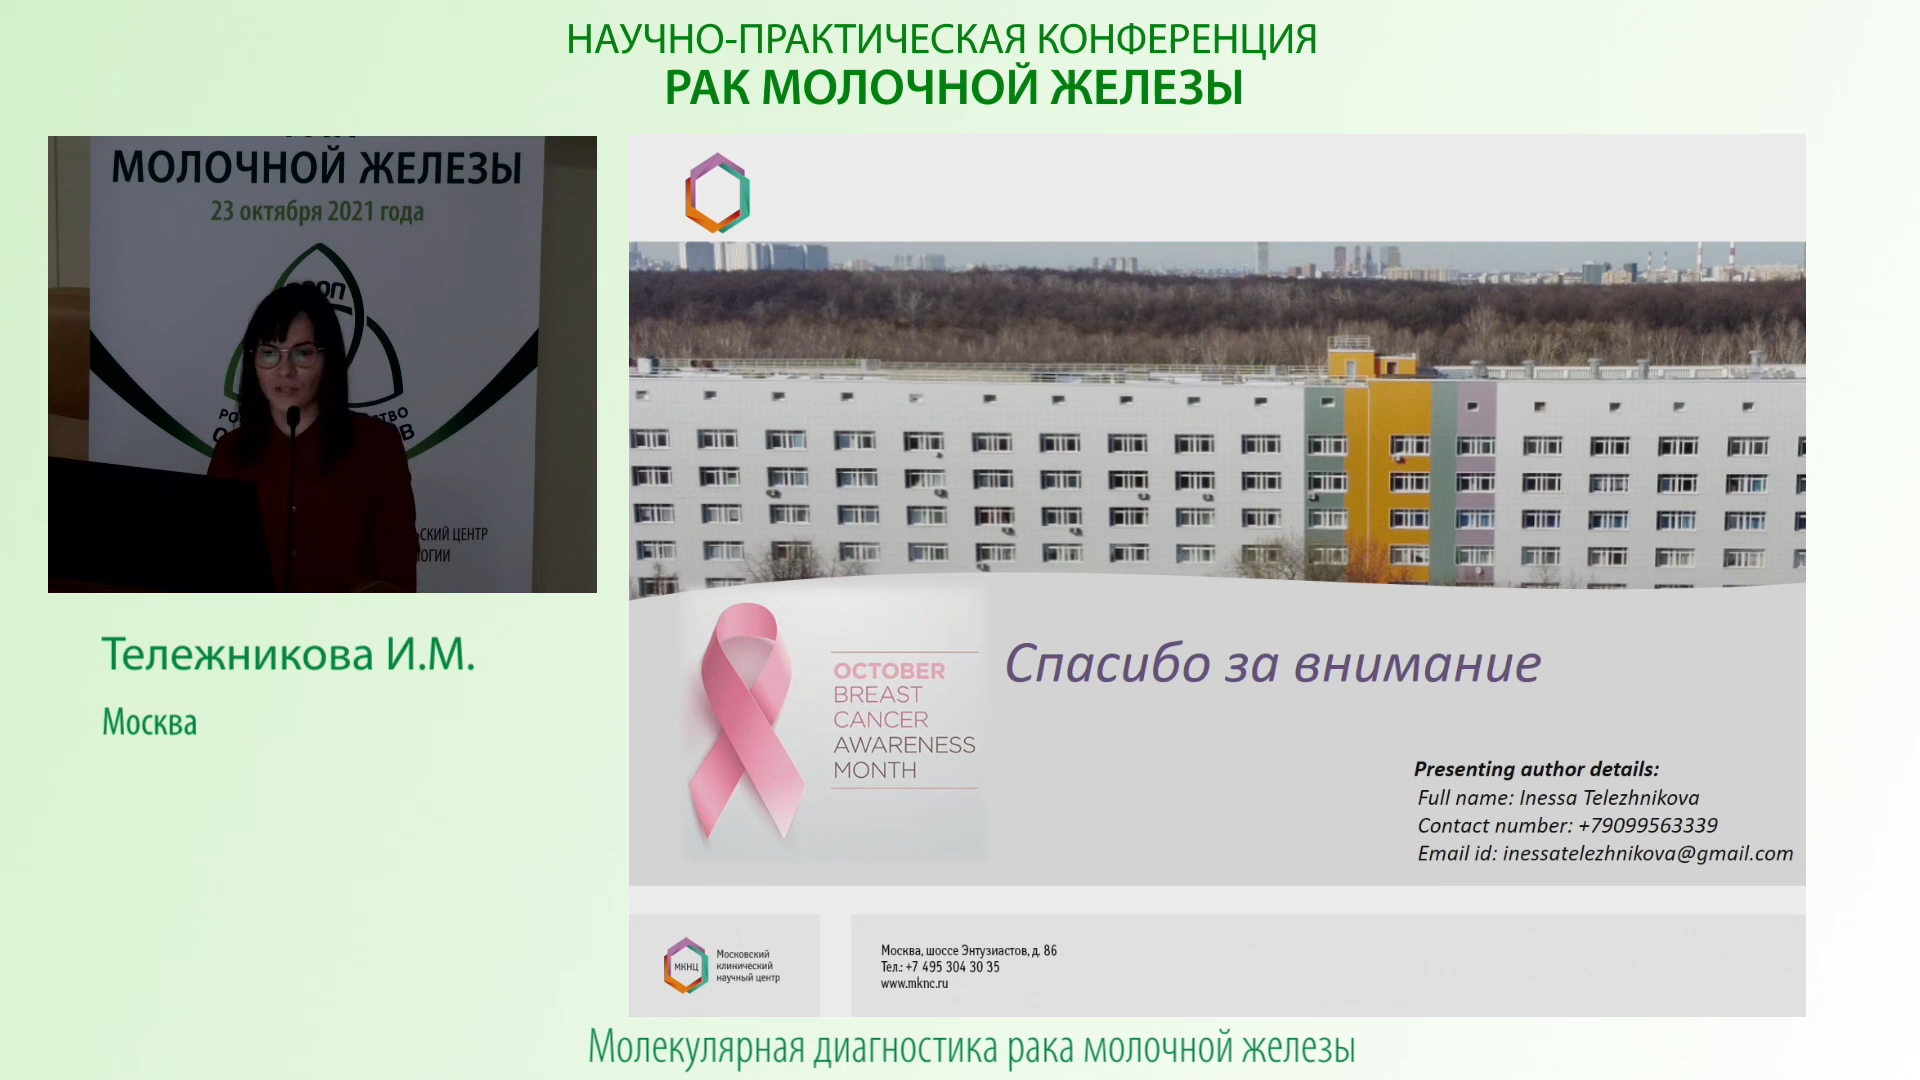 НАУЧНО-ПРАКТИЧЕСКАЯ КОНФЕРЕНЦИЯ
РАК МОЛОЧНОЙ ЖЕЛЕЗЫ
МОЛОЧНОЙ ЖЕЛЕЗЫ
23 октября 2021 года
Тележникова И.М.
Москва
OCTOBER
BREAST
CANCER
AWARENESS
MONTH
Спасибо за внимание
Presenting author details:
Full name: Inessa Telezhnikova
Contact number: +79099563339
Email id: inessatelezhnikova@gmail.com
МКНЦ
Московский
клинический
научный центр
Москва, шоссе Энтузиастов, д. 86
Тел.: +7 495 304 30 35
www.mknc.ru
Молекулярная диагностика рака молочной железы